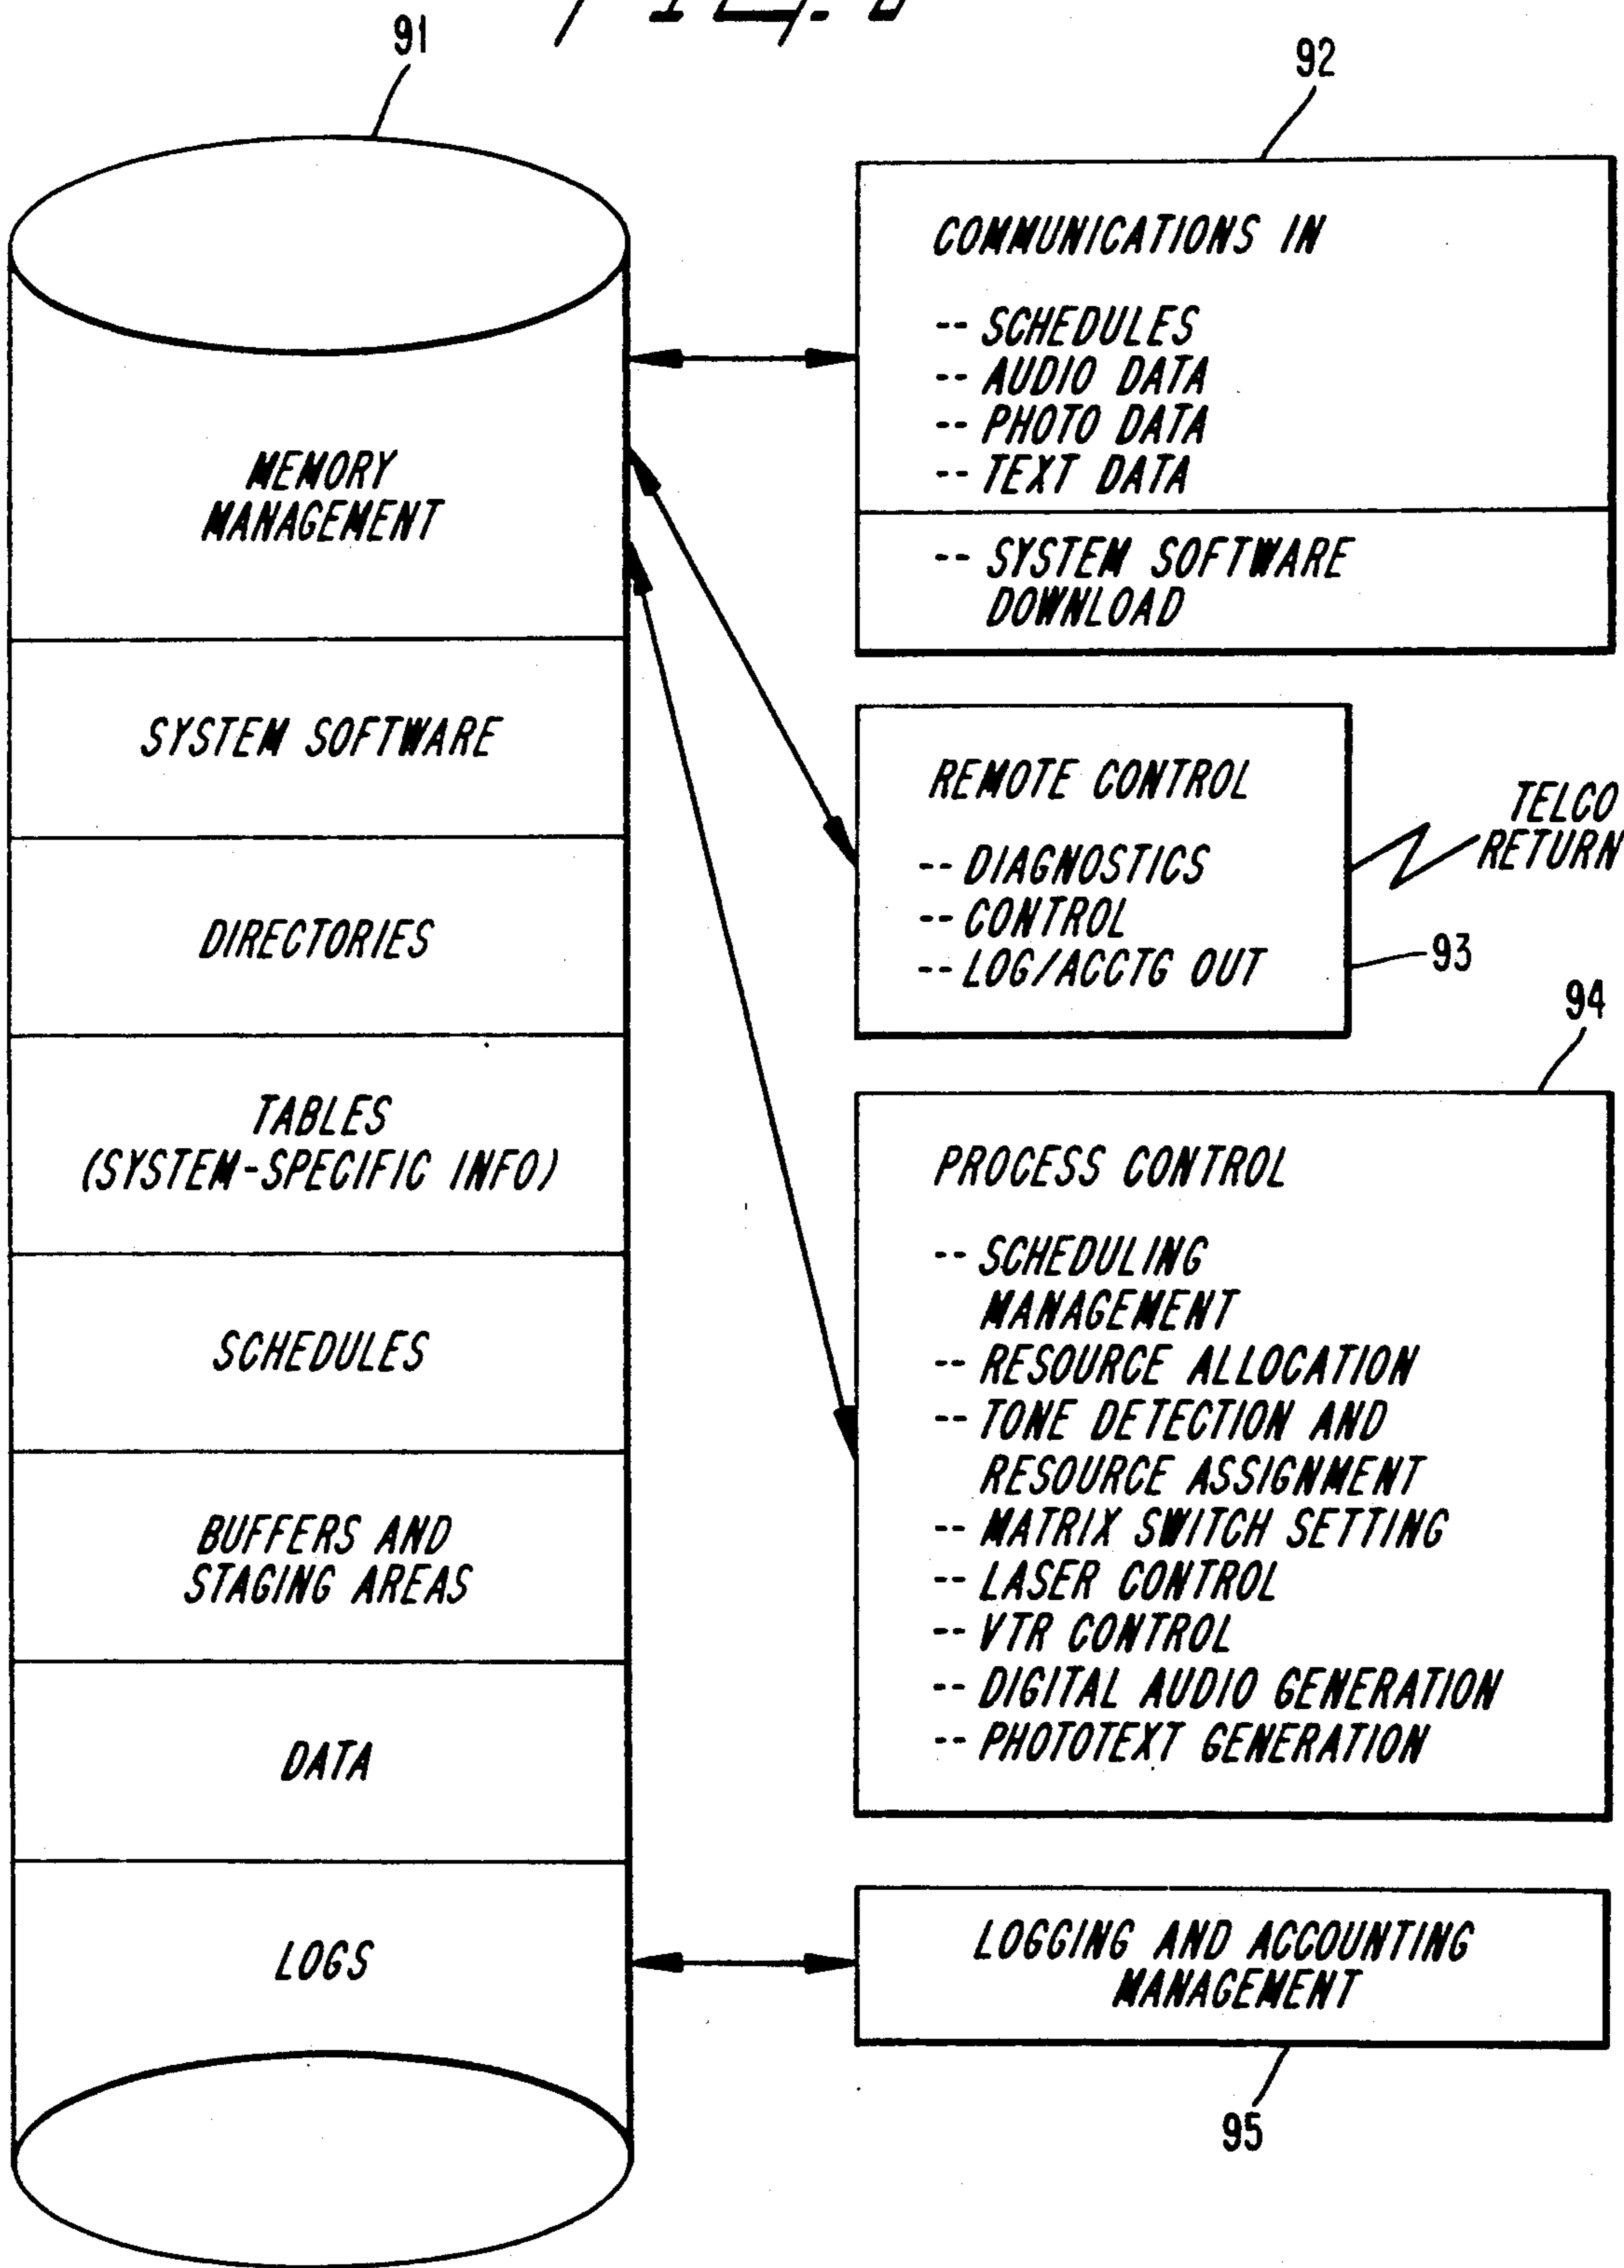 91
MEMORY
MANAGEMENT
SYSTEM SOFTWARE
DIRECTORIES
TABLES
(SYSTEM-SPECIFIC INFO)
SCHEDULES
BUFFERS AND
STAGING AREAS
DATA
LOGS
92
COMMUNICATIONS IN
-- SCHEDULES
-- AUDIO DATA
-- PHOTO DATA
-- TEXT DATA
-- SYSTEM SOFTWARE
DOWNLOAD
REMOTE CONTROL
-- DIAGNOSTICS
-- CONTROL
-- LOG/ACCTG OUT
TELCO
RETURN
93
94
PROCESS CONTROL
-- SCHEDULING
MANAGEMENT
-- RESOURCE ALLOCATION
-- TONE DETECTION AND
RESOURCE ASSIGNMENT
-- MATRIX SWITCH SETTING
-- LASER CONTROL
-- VTR CONTROL
-- DIGITAL AUDIO GENERATION
-- PHOTOTEXT GENERATION
LOGGING AND ACCOUNTING
MANAGEMENT
95